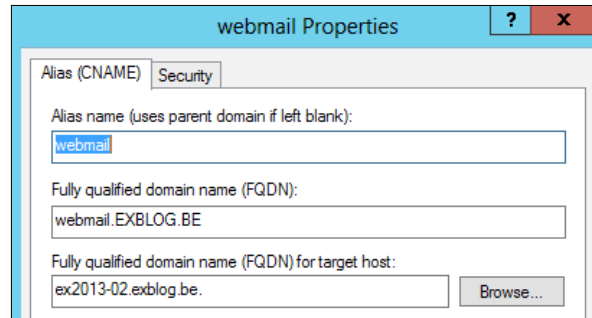 webmail Properties
?
x
Alias (CNAME)
Security
Alias name (uses parent domain if left blank):
webmail
Fully qualified domain name (FQDN):
webmail.EXBLOG.BE
Fully qualified domain name (FQDN) for target host:
ex2013-02.exblog.be.
Browse...